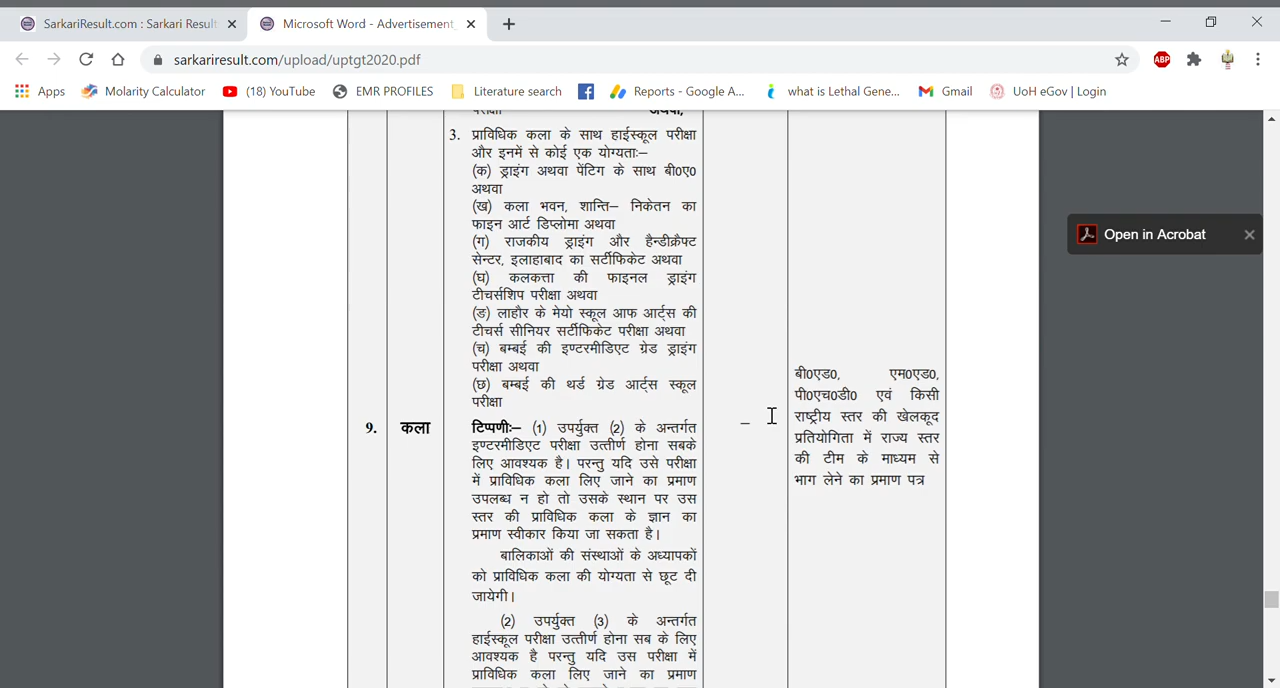 SarkariResult.com : Sarkari Result
Microsoft Word - Advertisement_
sarkariresult.com/upload/uptgt2020.pdf
ABP
Apps
Molarity Calculator
(18) YouTube
EMR PROFILES
Literature search
Reports - Google A...
what is Lethal Gene...
Gmail
UoH eGov | Login
परीक्षा अथवा,
3. प्राविधिक कला के साथ हाईस्कूल परीक्षा
और इनमें से कोई एक योग्यताः–
(क) ड्राइंग अथवा पेंटिग के साथ बी0ए0
अथवा
(ख) कला भवन, शान्ति– निकेतन का
फाइन आर्ट डिप्लोमा अथवा
(ग) राजकीय ड्राइंग और हैन्डीक्रैफ्ट
सेन्टर, इलाहाबाद का सर्टीफिकेट अथवा
(घ) कलकत्ता की फाइनल ड्राइंग
टीचर्सशिप परीक्षा अथवा
(ङ) लाहौर के मेयो स्कूल आफ आर्ट्स की
टीचर्स सीनियर सर्टीफिकेट परीक्षा अथवा
(च) बम्बई की इण्टरमीडिएट ग्रेड ड्राइंग
परीक्षा अथवा
(छ) बम्बई की थर्ड ग्रेड आर्ट्स स्कूल
परीक्षा
9. कला
टिप्पणीः– (1) उपर्युक्त (2) के अन्तर्गत
इण्टरमीडिएट परीक्षा उत्तीर्ण होना सबके
लिए आवश्यक है। परन्तु यदि उसे परीक्षा
में प्राविधिक कला लिए जाने का प्रमाण
उपलब्ध न हो तो उसके स्थान पर उस
स्तर की प्राविधिक कला के ज्ञान का
प्रमाण स्वीकार किया जा सकता है।
बालिकाओं की संस्थाओं के अध्यापकों
को प्राविधिक कला की योग्यता से छूट दी
जायेगी।
(2) उपर्युक्त (3) के अन्तर्गत
हाईस्कूल परीक्षा उत्तीर्ण होना सब के लिए
आवश्यक है परन्तु यदि उस परीक्षा में
प्राविधिक कला लिए जाने का प्रमाण
–
बी0एड0, एम0एड0,
पी0एच0डी0 एवं किसी
राष्ट्रीय स्तर की खेलकूद
प्रतियोगिता में राज्य स्तर
की टीम के माध्यम से
भाग लेने का प्रमाण पत्र
Open in Acrobat